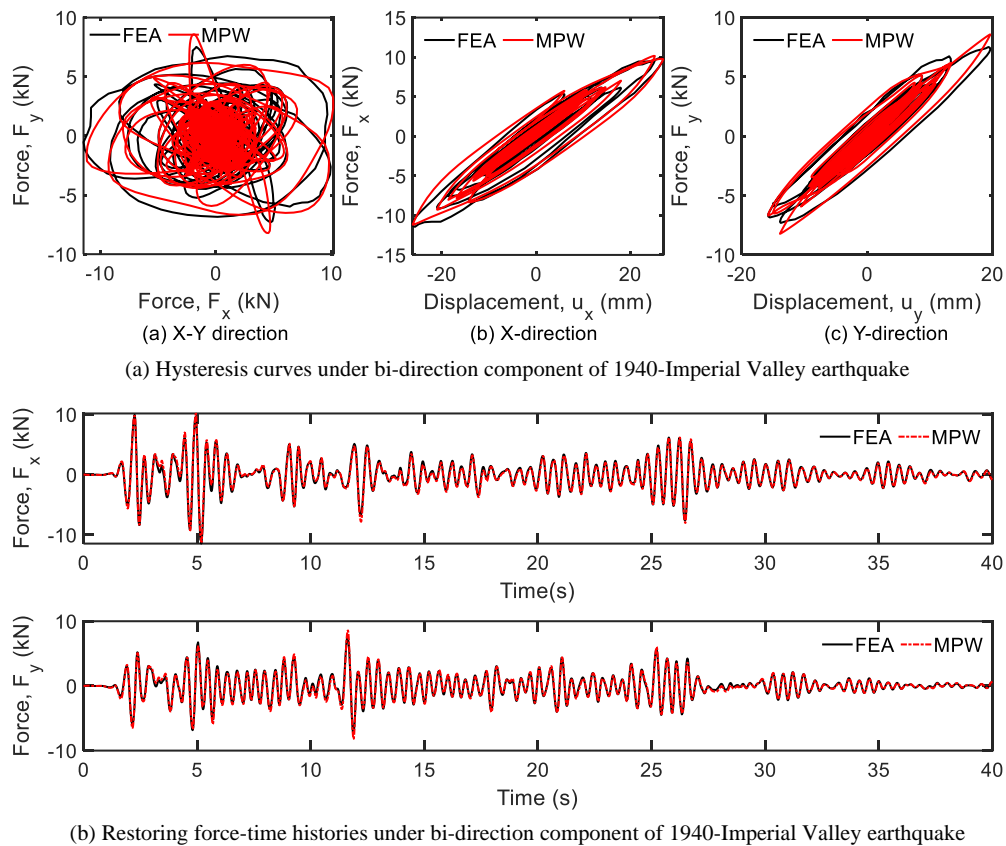 FEA MPW
Force, F_y (kN)
10
5
0
-5
-10
-10 0 10
Force, F_x (kN)
(a) X-Y direction
FEA MPW
Force, F_x (kN)
15
10
5
0
-5
-10
-15
-20 0 20
Displacement, u_x (mm)
(b) X-direction
FEA MPW
Force, F_y (kN)
10
5
0
-5
-10
-20 0 20
Displacement, u_y (mm)
(c) Y-direction
(a) Hysteresis curves under bi-direction component of 1940-Imperial Valley earthquake
FEA MPW
Force, F_x (kN)
10
0
-10
0 5 10 15 20 25 30 35 40
Time(s)
FEA MPW
Force, F_y (kN)
10
0
-10
0 5 10 15 20 25 30 35 40
Time (s)
(b) Restoring force-time histories under bi-direction component of 1940-Imperial Valley earthquake